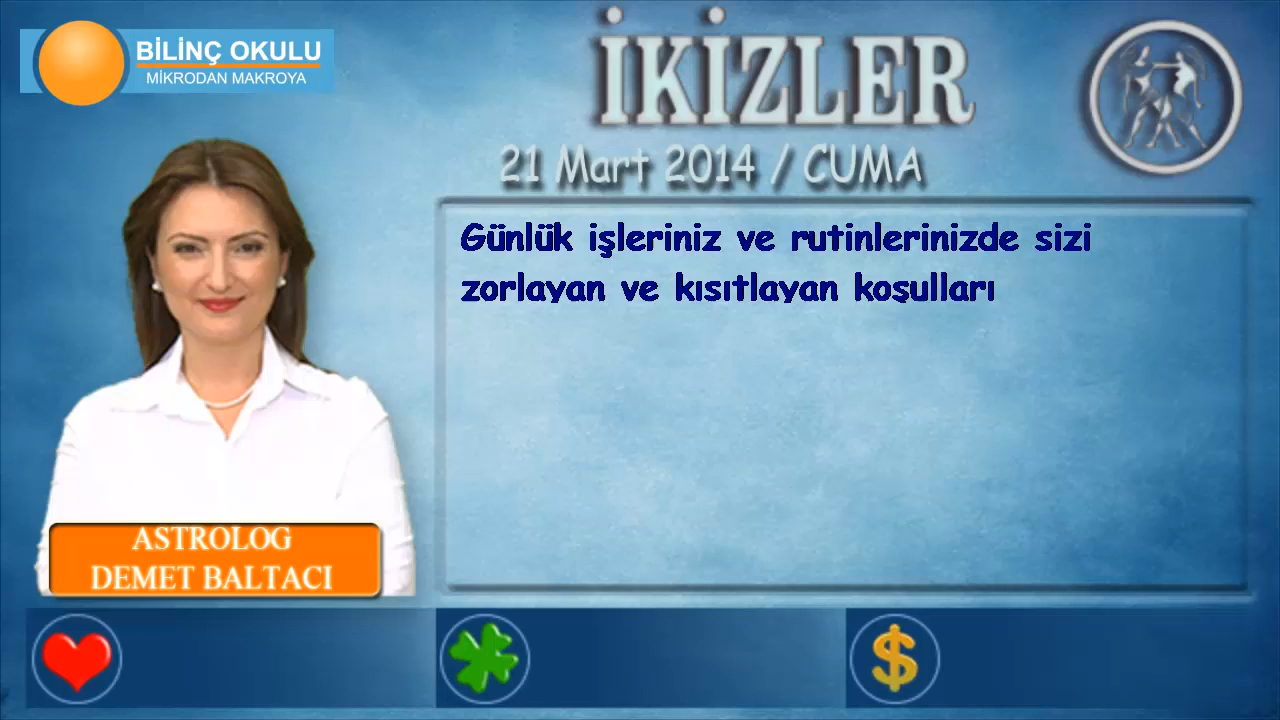 BİLİNÇ OKULU
MİKRODAN MAKROYA
İKİZLER
21 Mart 2014 / CUMA
Günlük işleriniz ve rutinlerinizde sizi
zorlayan ve kısıtlayan koşulları
ASTROLOG
DEMET BALTACI
$